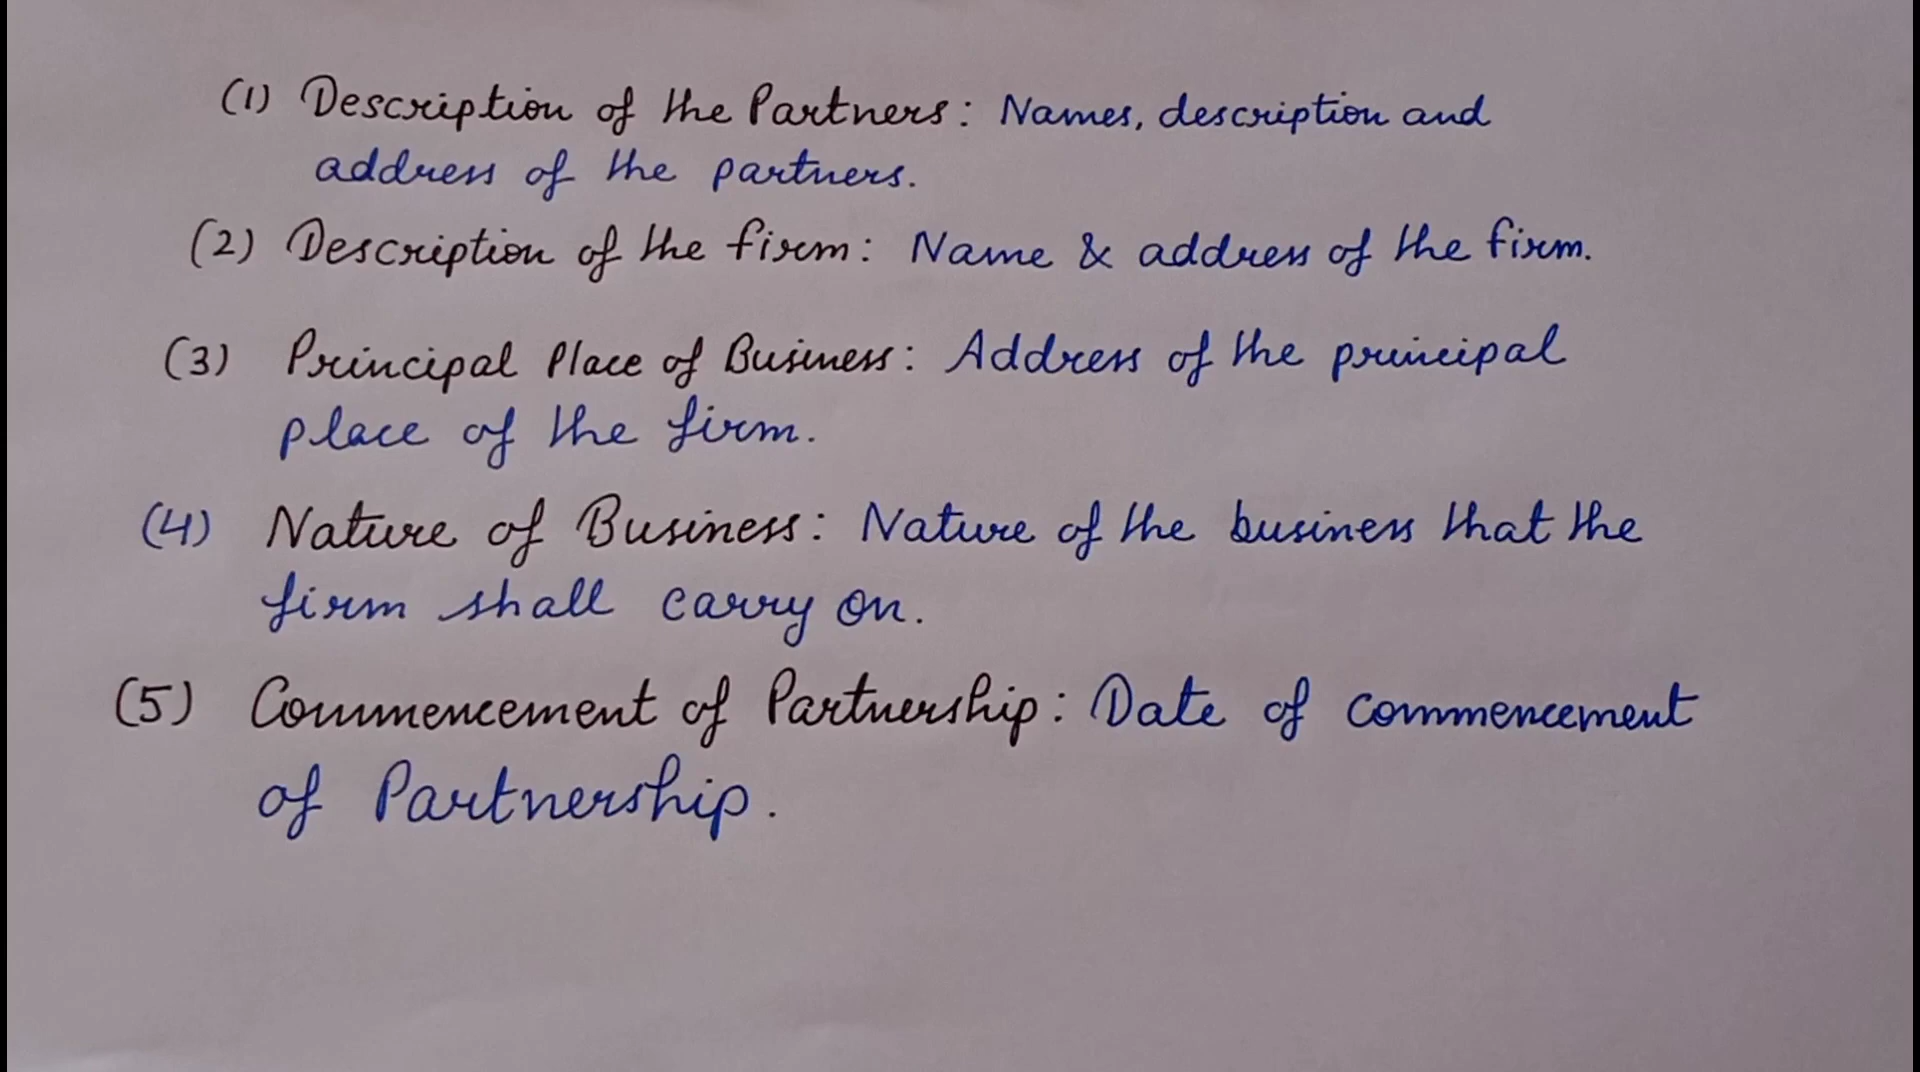 (1) Description of the Partners: Names, description and
address of the partners.
(2) Description of the firm: Name & address of the firm.
(3) Principal Place of Business: Address of the principal
place of the firm.
(4) Nature of Business: Nature of the business that the
firm shall carry on.
(5) Commencement of Partnership: Date of commencement
of Partnership.